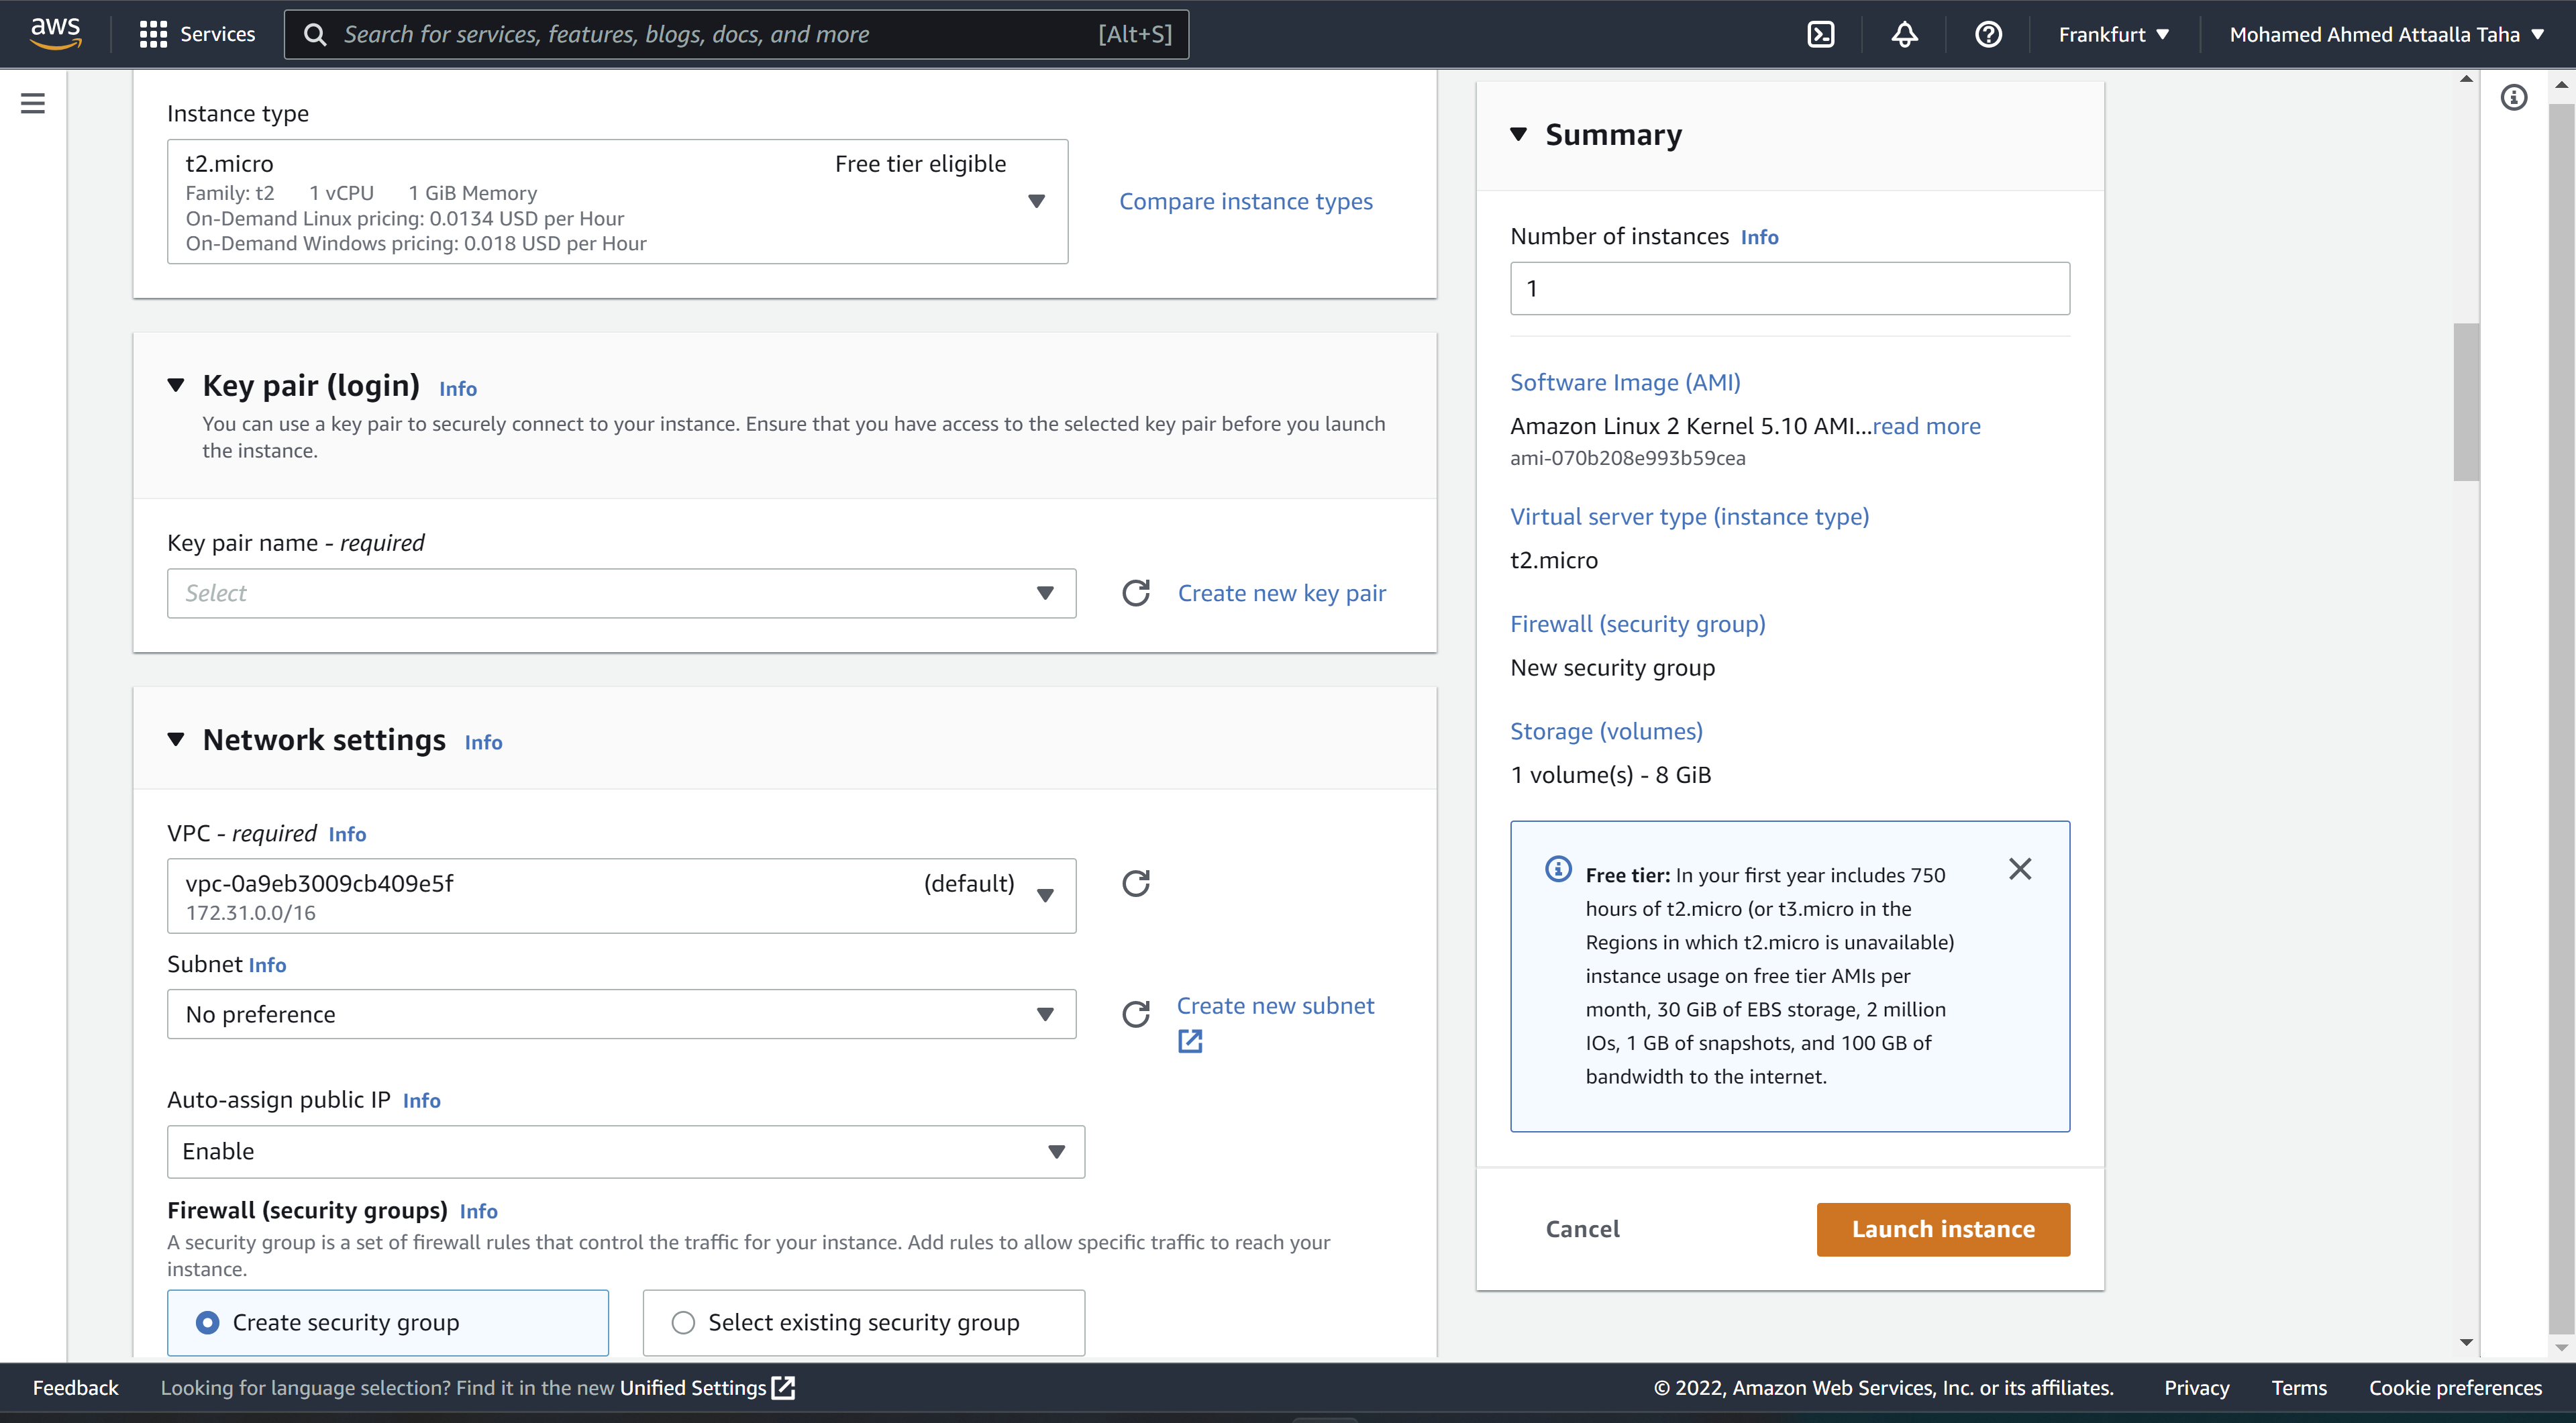 aws
Services
Search for services, features, blogs, docs, and more
[Alt+S]
Frankfurt
Mohamed Ahmed Attaalla Taha
Instance type
t2.micro
Free tier eligible
Family: t2 1 vCPU 1 GiB Memory
On-Demand Linux pricing: 0.0134 USD per Hour
On-Demand Windows pricing: 0.018 USD per Hour
Compare instance types
Key pair (login) Info
You can use a key pair to securely connect to your instance. Ensure that you have access to the selected key pair before you launch
the instance.
Key pair name - required
Select
Create new key pair
Network settings Info
VPC - required Info
vpc-0a9eb3009cb409e5f
(default)
172.31.0.0/16
Subnet Info
No preference
Create new subnet
Auto-assign public IP Info
Enable
Firewall (security groups) Info
A security group is a set of firewall rules that control the traffic for your instance. Add rules to allow specific traffic to reach your
instance.
Create security group
Select existing security group
Summary
Number of instances Info
1
Software Image (AMI)
Amazon Linux 2 Kernel 5.10 AMI...read more
ami-070b208e993b59cea
Virtual server type (instance type)
t2.micro
Firewall (security group)
New security group
Storage (volumes)
1 volume(s) - 8 GiB
Free tier: In your first year includes 750
hours of t2.micro (or t3.micro in the
Regions in which t2.micro is unavailable)
instance usage on free tier AMIs per
month, 30 GiB of EBS storage, 2 million
IOs, 1 GB of snapshots, and 100 GB of
bandwidth to the internet.
Cancel
Launch instance
Feedback
Looking for language selection? Find it in the new Unified Settings
© 2022, Amazon Web Services, Inc. or its affiliates.
Privacy
Terms
Cookie preferences